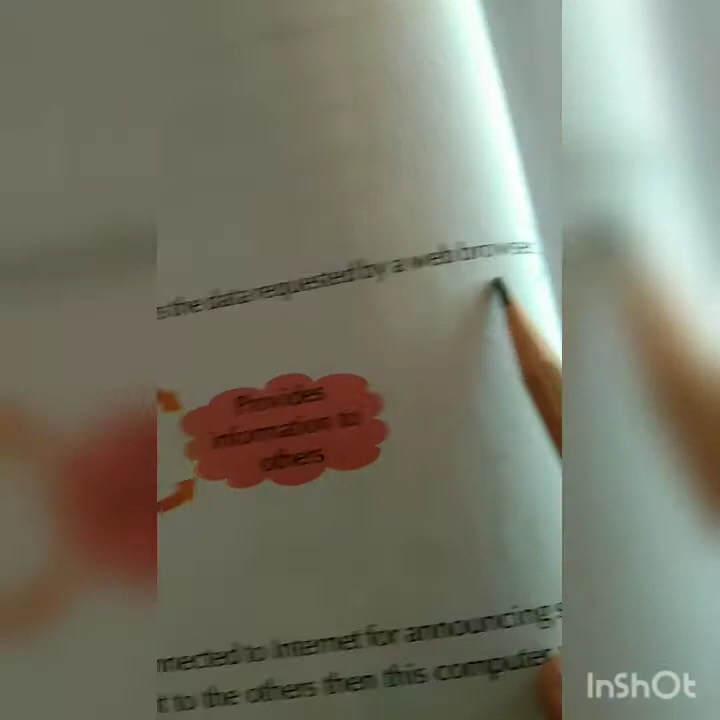 the data requested by a web browser
Provides
information to
others
nnected to Internet for announcing
t to the others then this computer
InShOt